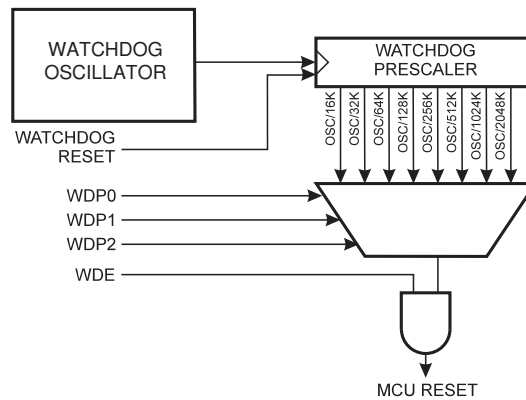 WATCHDOG
OSCILLATOR
WATCHDOG
PRESCALER
WATCHDOG
RESET
OSC/16K
OSC/32K
OSC/64K
OSC/128K
OSC/256K
OSC/512K
OSC/1024K
OSC/2048K
WDP0
WDP1
WDP2
WDE
MCU RESET